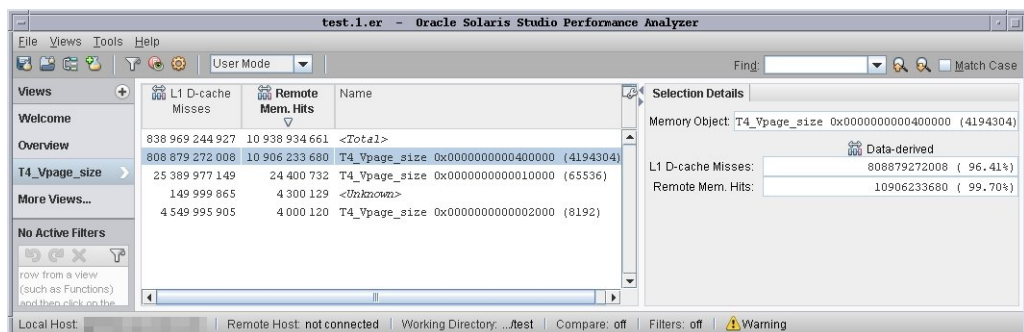 test.1.er - Oracle Solaris Studio Performance Analyzer
File Views Tools Help
User Mode
Find:
Match Case
Views
Welcome
Overview
T4_Vpage_size
More Views...
No Active Filters
row from a view
(such as Functions)
and then click on the
L1 D-cache Misses Remote Mem. Hits Name
838 969 244 927 10 938 934 661 <Total>
808 879 272 008 10 906 233 680 T4_Vpage_size 0x0000000000400000 (4194304)
25 389 977 149 24 400 732 T4_Vpage_size 0x0000000000010000 (65536)
149 999 865 4 300 129 <Unknown>
4 549 995 905 4 000 120 T4_Vpage_size 0x0000000000002000 (8192)
Selection Details
Memory Object: T4_Vpage_size 0x0000000000400000 (4194304)
Data-derived
L1 D-cache Misses: 808879272008 ( 96.41%)
Remote Mem. Hits: 10906233680 ( 99.70%)
Local Host: Remote Host: not connected Working Directory: .../test Compare: off Filters: off Warning